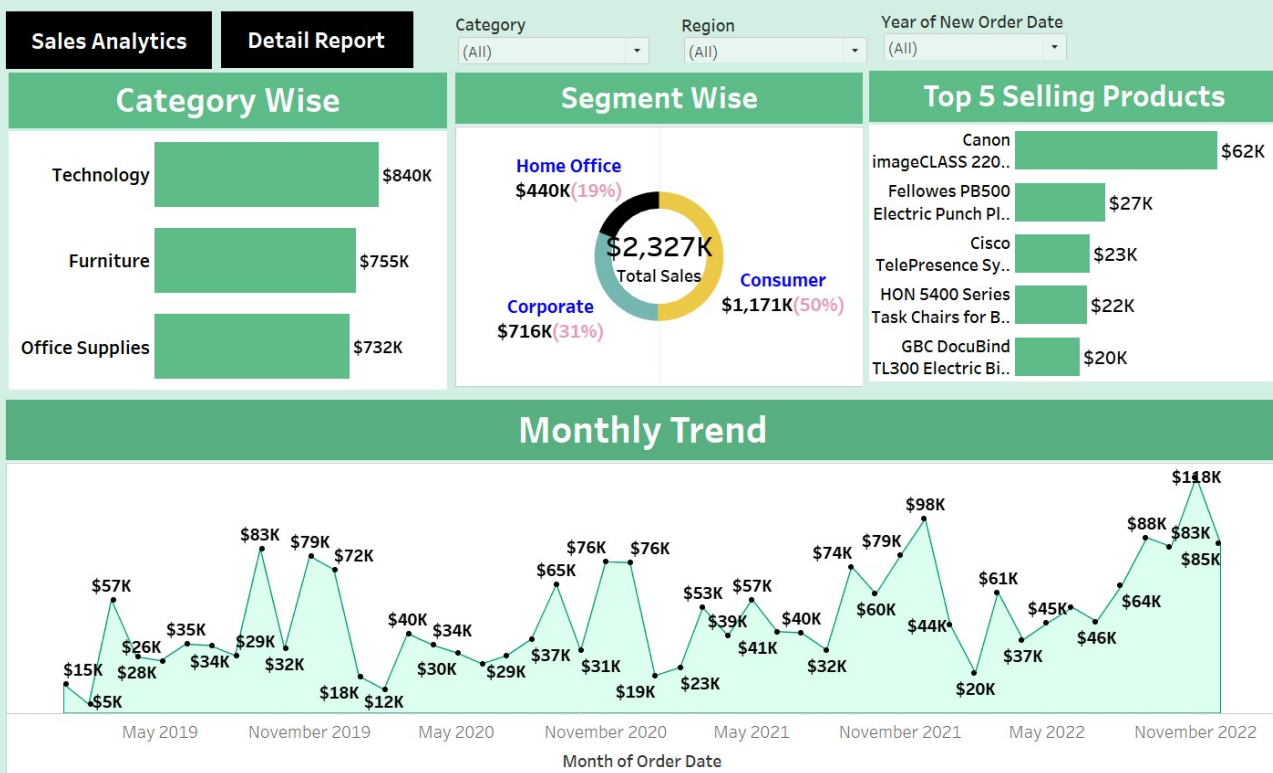 Sales Analytics
Detail Report
Category
(All)
Region
(All)
Year of New Order Date
(All)
Category Wise
Technology
$840K
Furniture
$755K
Office Supplies
$732K
Segment Wise
Home Office
$440K(19%)
$2,327K
Total Sales
Consumer
$1,171K(50%)
Corporate
$716K(31%)
Top 5 Selling Products
Canon
imageCLASS 220..
$62K
Fellowes PB500
Electric Punch Pl..
$27K
Cisco
TelePresence Sy..
$23K
HON 5400 Series
Task Chairs for B..
$22K
GBC DocuBind
TL300 Electric Bi..
$20K
Monthly Trend
$15K
$5K
$57K
$26K
$28K
$35K
$34K
$29K
$83K
$32K
$79K
$72K
$18K
$12K
$40K
$30K
$34K
$29K
$37K
$65K
$31K
$76K
$76K
$19K
$23K
$53K
$39K
$57K
$41K
$40K
$32K
$74K
$60K
$79K
$98K
$44K
$20K
$61K
$37K
$45K
$46K
$64K
$88K
$83K
$118K
$85K
May 2019
November 2019
May 2020
November 2020
May 2021
November 2021
May 2022
November 2022
Month of Order Date